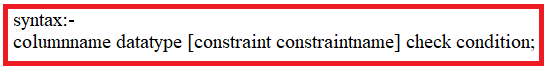 syntax:-
columnname datatype [constraint constraintname] check condition;